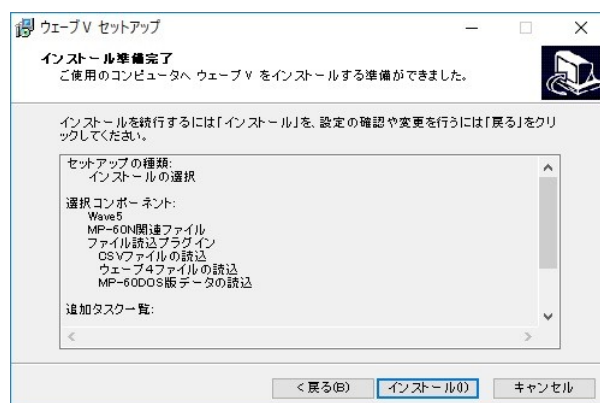 ウェーブV セットアップ
インストール準備完了
ご使用のコンピュータへ ウェーブV をインストールする準備ができました。
インストールを続行するには「インストール」を、設定の確認や変更を行うには「戻る」をクリ
ックしてください。
セットアップの種類:
インストールの選択
選択コンポーネント:
Wave5
MP-60N関連ファイル
ファイル読込プラグイン
CSVファイルの読込
ウェーブ4ファイルの読込
MP-60DOS版データの読込
追加タスク一覧:
< 戻る(B) インストール(I) キャンセル